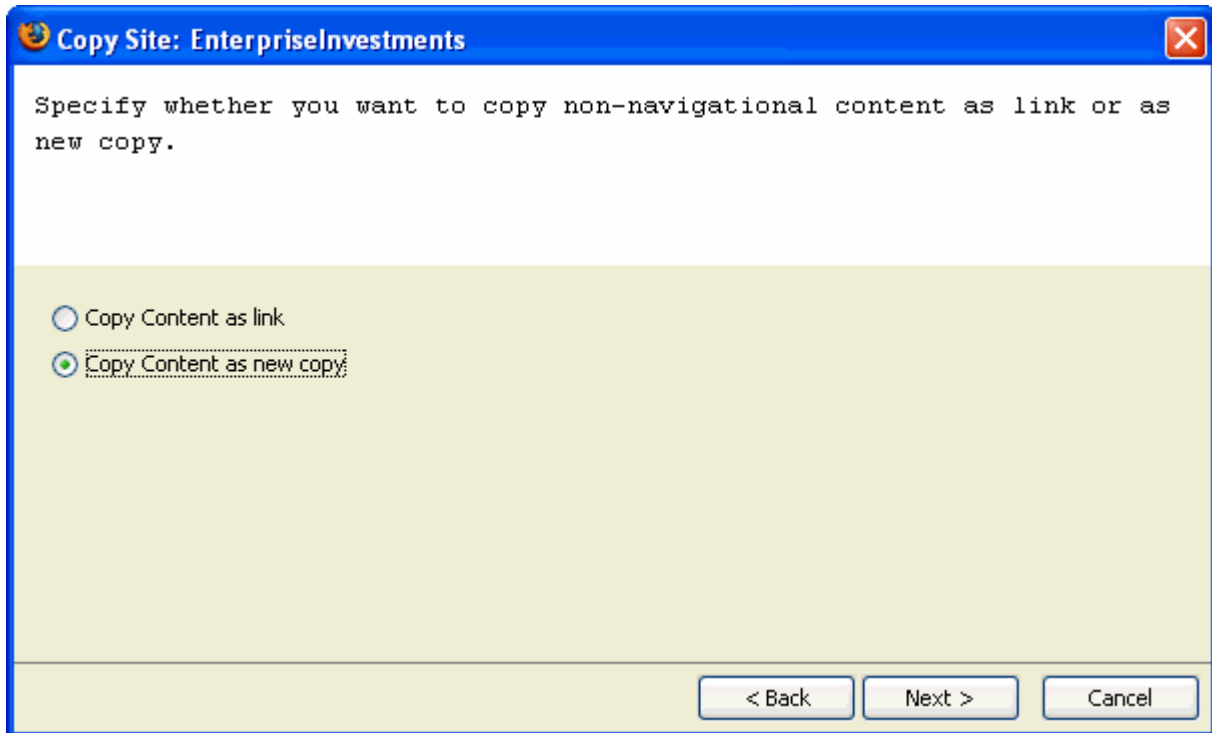 Copy Site: EnterpriseInvestments
Specify whether you want to copy non-navigational content as link or as
new copy.
Copy Content as link
Copy Content as new copy
< Back
Next >
Cancel